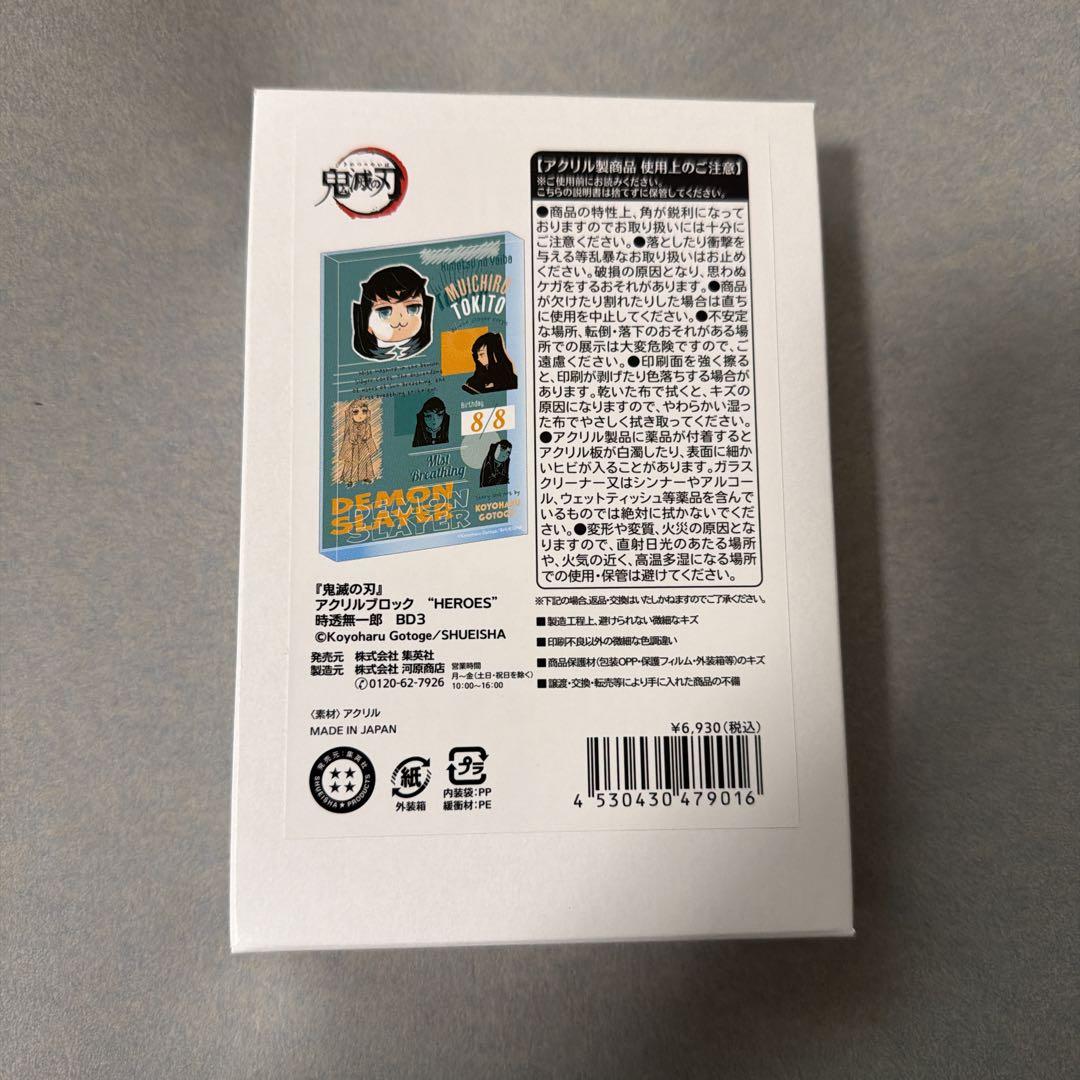 きめつのやいば
鬼滅の刃
Kimetsu no Yaiba
MUICHIRO
TOKITO
Birthday
8/8
Mist
Breathing
DEMON
SLAYER
DEMON
SLAYER
Story and Art by
KOYOHARU
GOTOGE
『鬼滅の刃』
アクリルブロック “HEROES”
時透無一郎 BD3
©Koyoharu Gotoge/SHUEISHA
発売元 株式会社 集英社
製造元 株式会社 河原商店
✆0120-62-7926
営業時間
月~金(土日・祝日を除く)
10:00~16:00
〈素材〉アクリル
MADE IN JAPAN
発売元:集英社
SHUEISHA★PRODUCTS
紙
外装箱
プラ
内装袋:PP
緩衝材:PE
【アクリル製商品 使用上のご注意】
※ご使用前にお読みください。
こちらの説明書は捨てずに保管してください。
●商品の特性上、角が鋭利になって
おりますのでお取り扱いには十分に
ご注意ください。●落としたり衝撃を
与える等乱暴なお取り扱いはお止め
ください。破損の原因となり、思わぬ
ケガをするおそれがあります。●商品
が欠けたり割れたりした場合は直ち
に使用を中止してください。●不安定
な場所、転倒・落下のおそれがある場
所での展示は大変危険ですので、ご
遠慮ください。●印刷面を強く擦る
と、印刷が剥げたり色落ちする場合が
あります。乾いた布で拭くと、キズの
原因になりますので、やわらかい湿っ
た布でやさしく拭き取ってください。
●アクリル製品に薬品が付着すると
アクリル板が白濁したり、表面に細か
いヒビが入ることがあります。ガラス
クリーナー又はシンナーやアルコー
ル、ウェットティッシュ等薬品を含んで
いるものでは絶対に拭かないでくだ
さい。●変形や変質、火災の原因とな
りますので、直射日光のあたる場所
や、火気の近く、高温多湿になる場所
での使用・保管は避けてください。
※下記の場合、返品・交換はいたしかねますのでご了承ください。
■製造工程上、避けられない微細なキズ
■印刷不良以外の微細な色調違い
■商品保護材(包装OPP・保護フィルム・外装箱等)のキズ
■譲渡・交換・転売等により手に入れた商品の不備
¥6,930(税込)
4 530430 479016